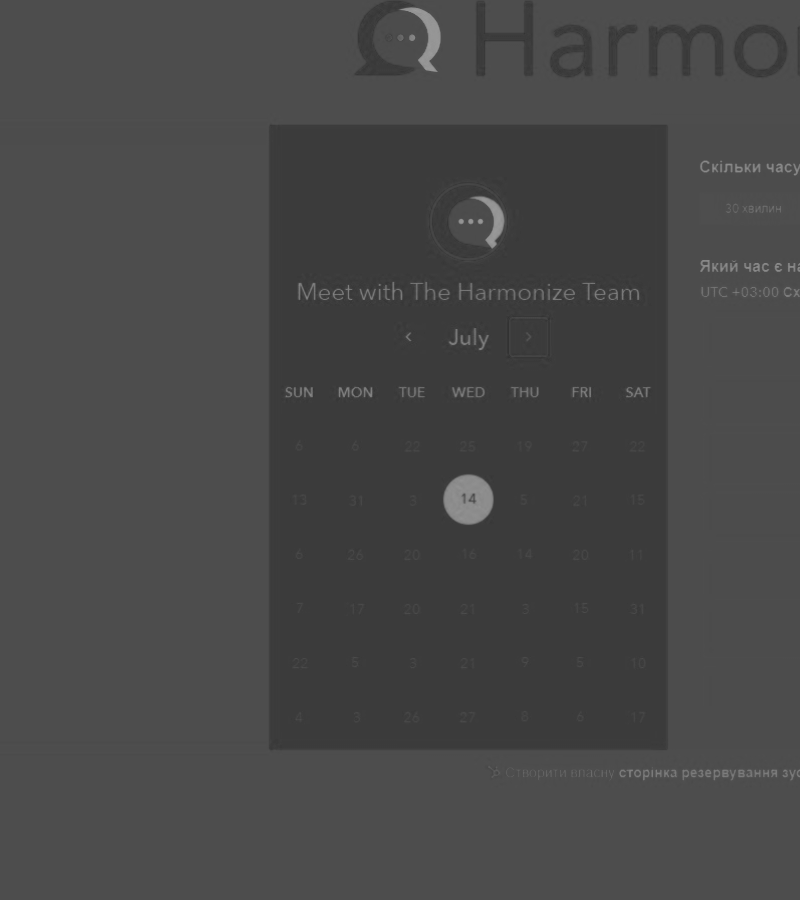 Harmo
Meet with The Harmonize Team
July
SUN MON TUE WED THU FRI SAT
6 6 22 25 19 27 22
13 31 3 14 5 21 15
6 26 20 16 14 20 11
7 17 20 21 3 15 31
22 5 3 21 9 5 10
4 3 26 27 8 6 17
Скільки часу
30 хвилин
Який час є на
UTC +03:00 Сх
Створити власну сторінка резервування зус